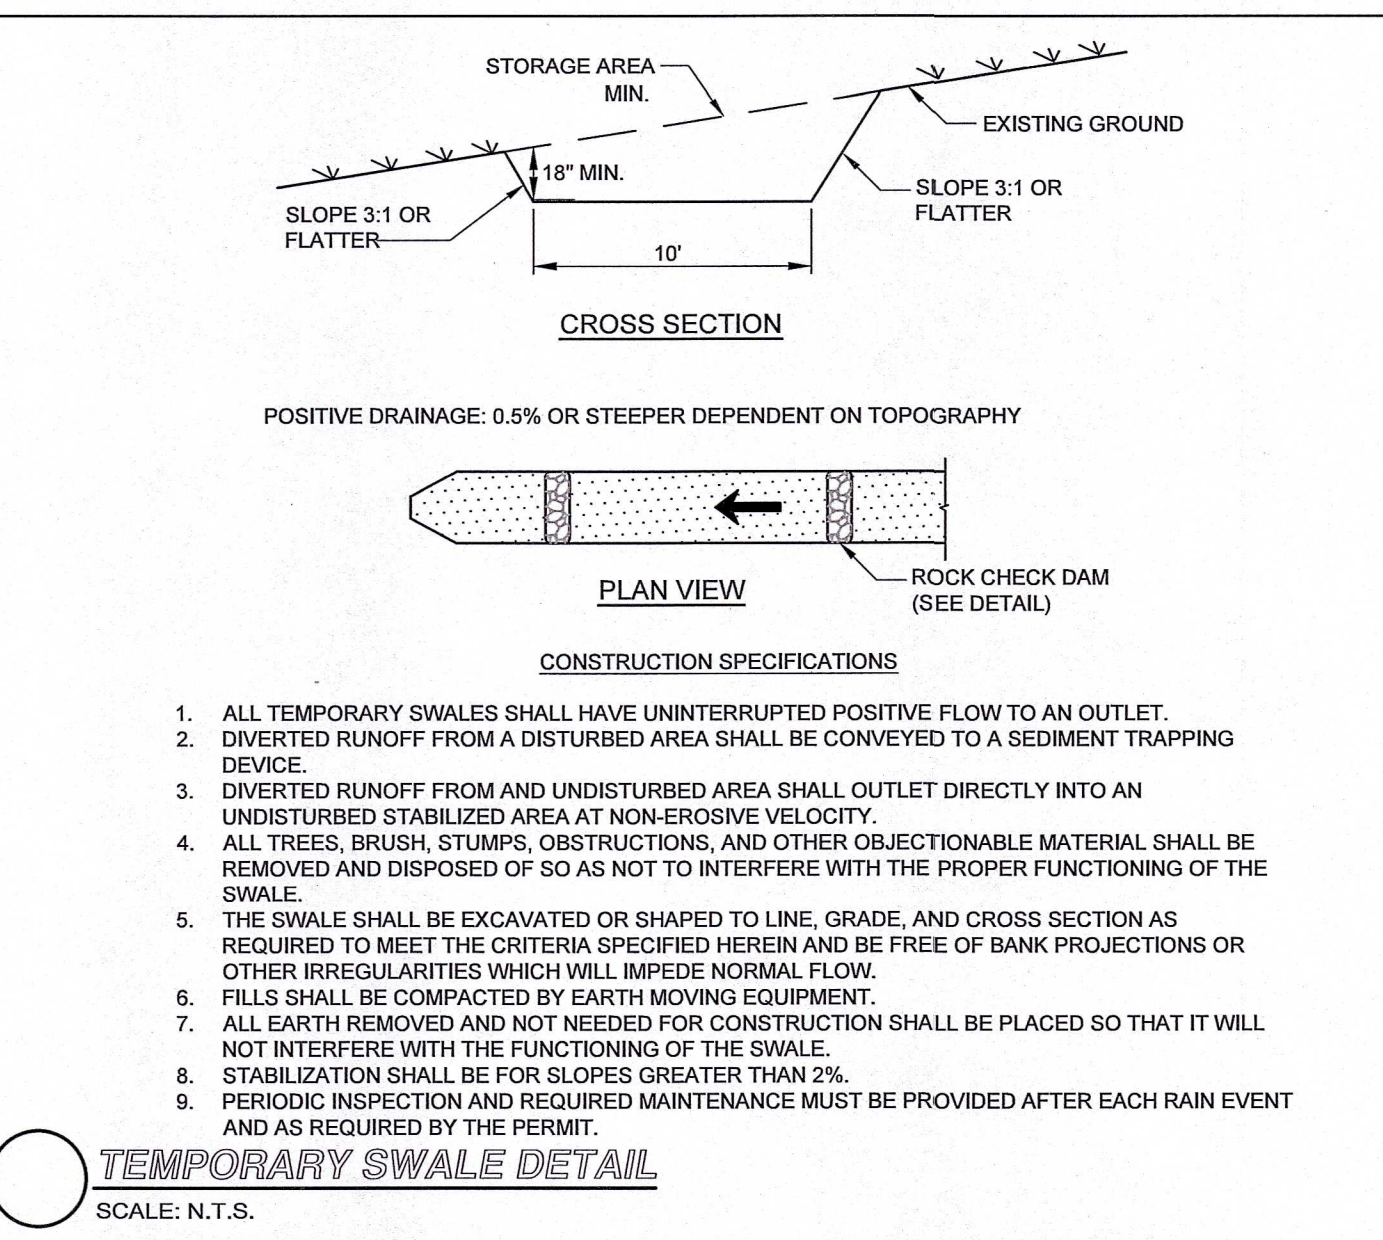 STORAGE AREA
MIN.
EXISTING GROUND
18" MIN.
SLOPE 3:1 OR
FLATTER
SLOPE 3:1 OR
FLATTER
10'
CROSS SECTION
POSITIVE DRAINAGE: 0.5% OR STEEPER DEPENDENT ON TOPOGRAPHY
ROCK CHECK DAM
(SEE DETAIL)
PLAN VIEW
CONSTRUCTION SPECIFICATIONS
1. ALL TEMPORARY SWALES SHALL HAVE UNINTERRUPTED POSITIVE FLOW TO AN OUTLET.
2. DIVERTED RUNOFF FROM A DISTURBED AREA SHALL BE CONVEYED TO A SEDIMENT TRAPPING
DEVICE.
3. DIVERTED RUNOFF FROM AND UNDISTURBED AREA SHALL OUTLET DIRECTLY INTO AN
UNDISTURBED STABILIZED AREA AT NON-EROSIVE VELOCITY.
4. ALL TREES, BRUSH, STUMPS, OBSTRUCTIONS, AND OTHER OBJECTIONABLE MATERIAL SHALL BE
REMOVED AND DISPOSED OF SO AS NOT TO INTERFERE WITH THE PROPER FUNCTIONING OF THE
SWALE.
5. THE SWALE SHALL BE EXCAVATED OR SHAPED TO LINE, GRADE, AND CROSS SECTION AS
REQUIRED TO MEET THE CRITERIA SPECIFIED HEREIN AND BE FREE OF BANK PROJECTIONS OR
OTHER IRREGULARITIES WHICH WILL IMPEDE NORMAL FLOW.
6. FILLS SHALL BE COMPACTED BY EARTH MOVING EQUIPMENT.
7. ALL EARTH REMOVED AND NOT NEEDED FOR CONSTRUCTION SHALL BE PLACED SO THAT IT WILL
NOT INTERFERE WITH THE FUNCTIONING OF THE SWALE.
8. STABILIZATION SHALL BE FOR SLOPES GREATER THAN 2%.
9. PERIODIC INSPECTION AND REQUIRED MAINTENANCE MUST BE PROVIDED AFTER EACH RAIN EVENT
AND AS REQUIRED BY THE PERMIT.
TEMPORARY SWALE DETAIL
SCALE: N.T.S.